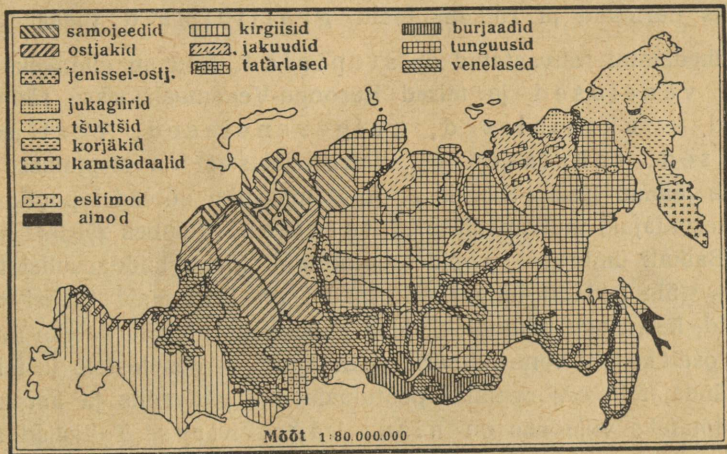 samojeedid
ostjakid
jenissei-ostj.
jukagiirid
tšuktšid
korjäkid
kamtšadaalid
eskimod
ainod
kirgiisid
jakuudid
tatarlased
burjaadid
tunguusid
venelased
Mõõt 1:80.000.000